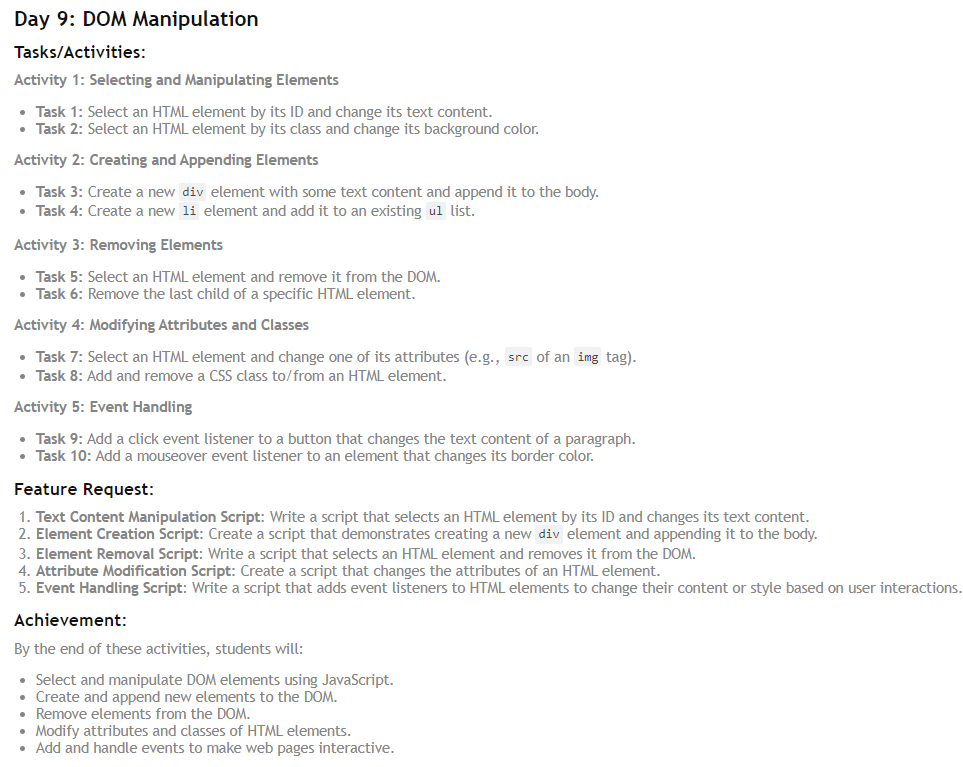 Day 9: DOM Manipulation
Tasks/Activities:
Activity 1: Selecting and Manipulating Elements
• Task 1: Select an HTML element by its ID and change its text content.
• Task 2: Select an HTML element by its class and change its background color.
Activity 2: Creating and Appending Elements
• Task 3: Create a new div element with some text content and append it to the body.
• Task 4: Create a new li element and add it to an existing ul list.
Activity 3: Removing Elements
• Task 5: Select an HTML element and remove it from the DOM.
• Task 6: Remove the last child of a specific HTML element.
Activity 4: Modifying Attributes and Classes
• Task 7: Select an HTML element and change one of its attributes (e.g., src of an img tag).
• Task 8: Add and remove a CSS class to/from an HTML element.
Activity 5: Event Handling
• Task 9: Add a click event listener to a button that changes the text content of a paragraph.
• Task 10: Add a mouseover event listener to an element that changes its border color.
Feature Request:
1. Text Content Manipulation Script: Write a script that selects an HTML element by its ID and changes its text content.
2. Element Creation Script: Create a script that demonstrates creating a new div element and appending it to the body.
3. Element Removal Script: Write a script that selects an HTML element and removes it from the DOM.
4. Attribute Modification Script: Create a script that changes the attributes of an HTML element.
5. Event Handling Script: Write a script that adds event listeners to HTML elements to change their content or style based on user interactions.
Achievement:
By the end of these activities, students will:
• Select and manipulate DOM elements using JavaScript.
• Create and append new elements to the DOM.
• Remove elements from the DOM.
• Modify attributes and classes of HTML elements.
• Add and handle events to make web pages interactive.